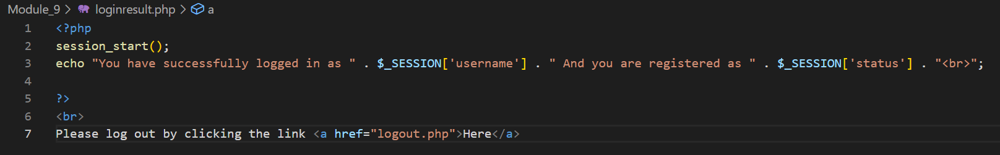 Module_9 > loginresult.php > a
1 <?php
2 session_start();
3 echo "You have successfully logged in as " . $_SESSION['username'] . " And you are registered as " . $_SESSION['status'] . "<br>";
4
5 ?>
6 <br>
7 Please log out by clicking the link <a href="logout.php">Here</a>